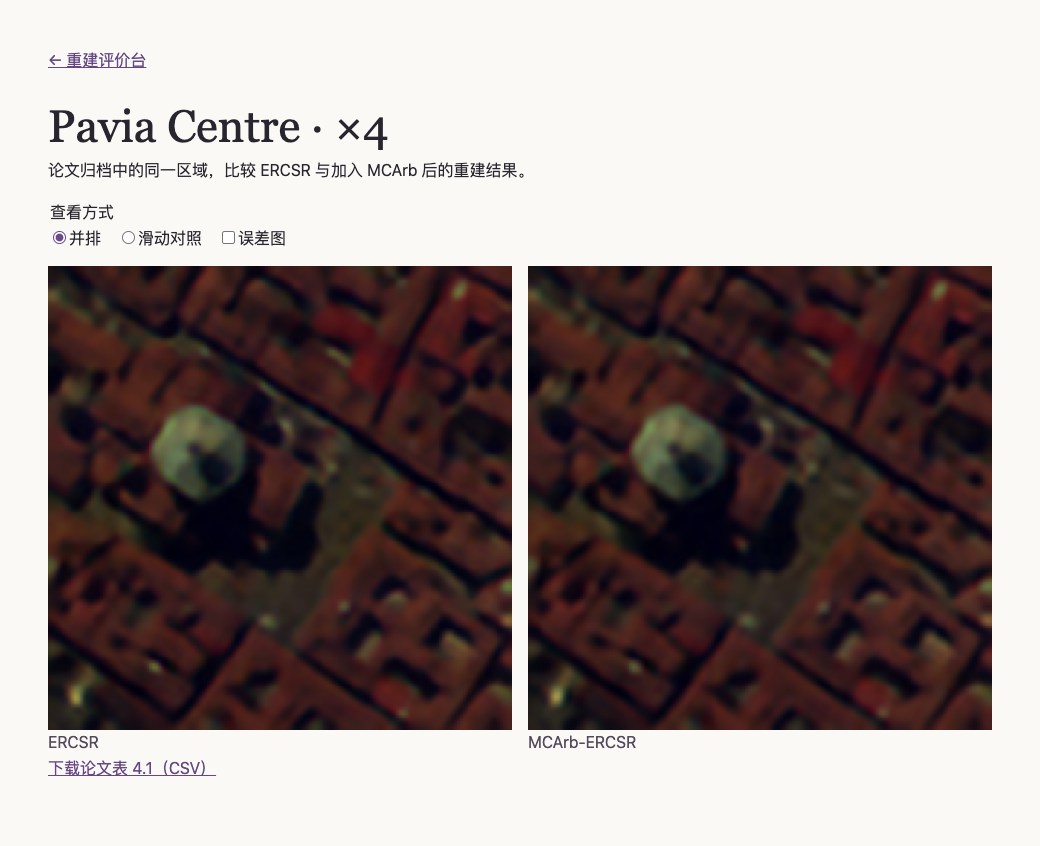 ← 重建评价台
Pavia Centre · ×4
论文归档中的同一区域，比较 ERCSR 与加入 MCArb 后的重建结果。
查看方式
并排 滑动对照 误差图
ERCSR MCArb-ERCSR
下载论文表 4.1（CSV）